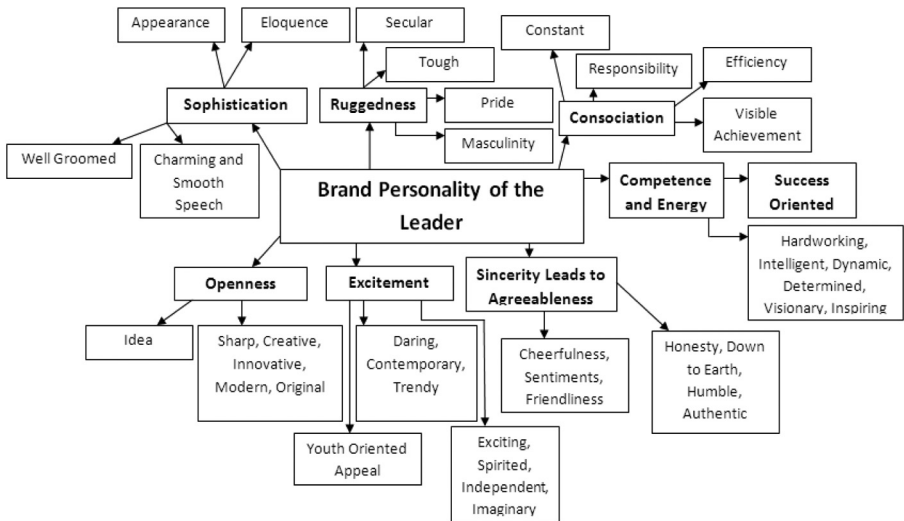 Appearance
Eloquence
Secular
Constant
Tough
Responsibility
Efficiency
Sophistication
Ruggedness
Pride
Consociation
Visible
Achievement
Masculinity
Well Groomed
Charming and
Smooth
Speech
Brand Personality of the
Leader
Competence
and Energy
Success
Oriented
Openness
Excitement
Sincerity Leads to
Agreeableness
Hardworking,
Intelligent, Dynamic,
Determined,
Visionary, Inspiring
Idea
Sharp, Creative,
Innovative,
Modern, Original
Daring,
Contemporary,
Trendy
Cheerfulness,
Sentiments,
Friendliness
Honesty, Down
to Earth,
Humble,
Authentic
Youth Oriented
Appeal
Exciting,
Spirited,
Independent,
Imaginary